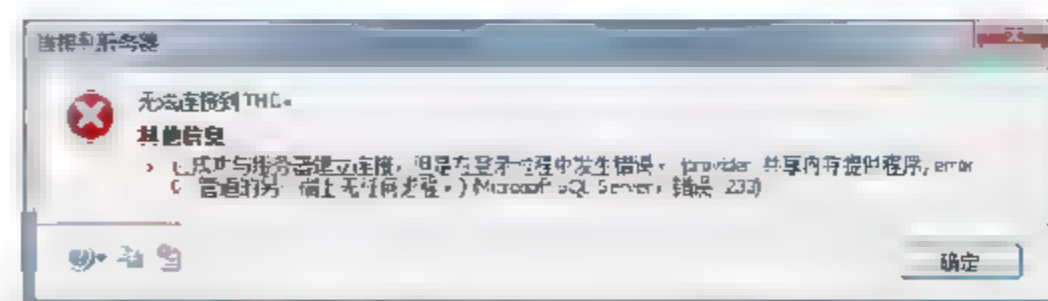 连接到服务器
无法连接到 THC。
其他信息
已成功与服务器建立连接，但是在登录过程中发生错误。 (provider: 共享内存提供程序, error:
0 - 管道的另一端上无任何进程。) (Microsoft SQL Server, 错误: 233)
确定